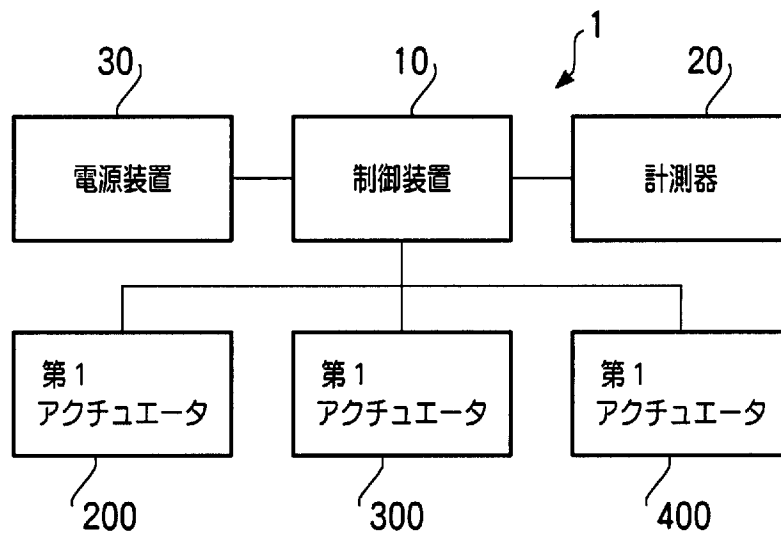 1
30
10
20
電源装置
制御装置
計測器
第1
アクチュエータ
第1
アクチュエータ
第1
アクチュエータ
200
300
400